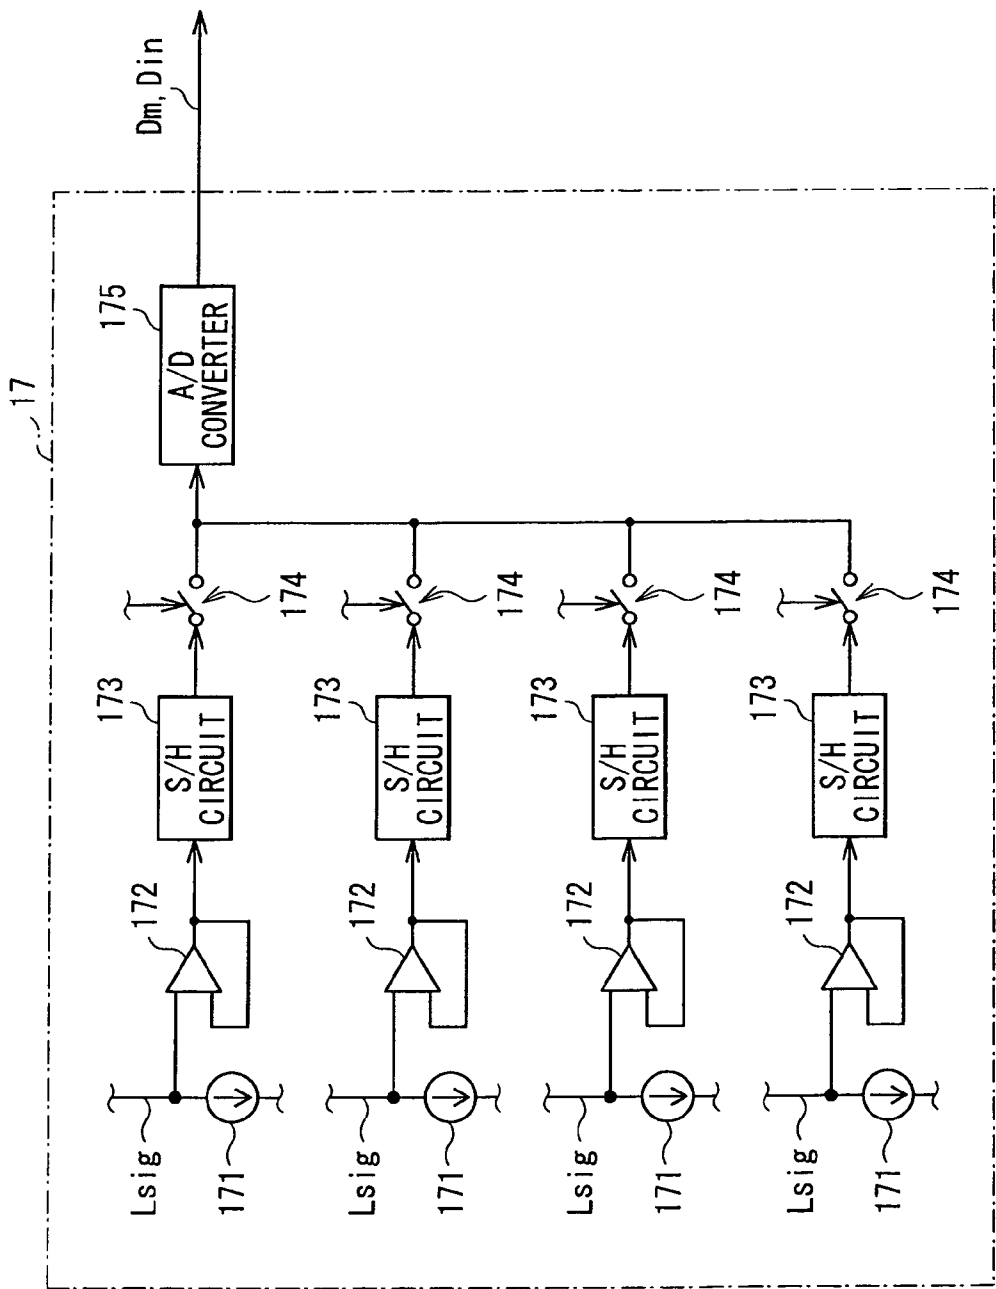 17
Dm, Din
175
A/D
CONVERTER
174
174
174
174
173
S/H
CIRCUIT
173
S/H
CIRCUIT
173
S/H
CIRCUIT
173
S/H
CIRCUIT
172
172
172
172
Lsig
171
Lsig
171
Lsig
171
Lsig
171